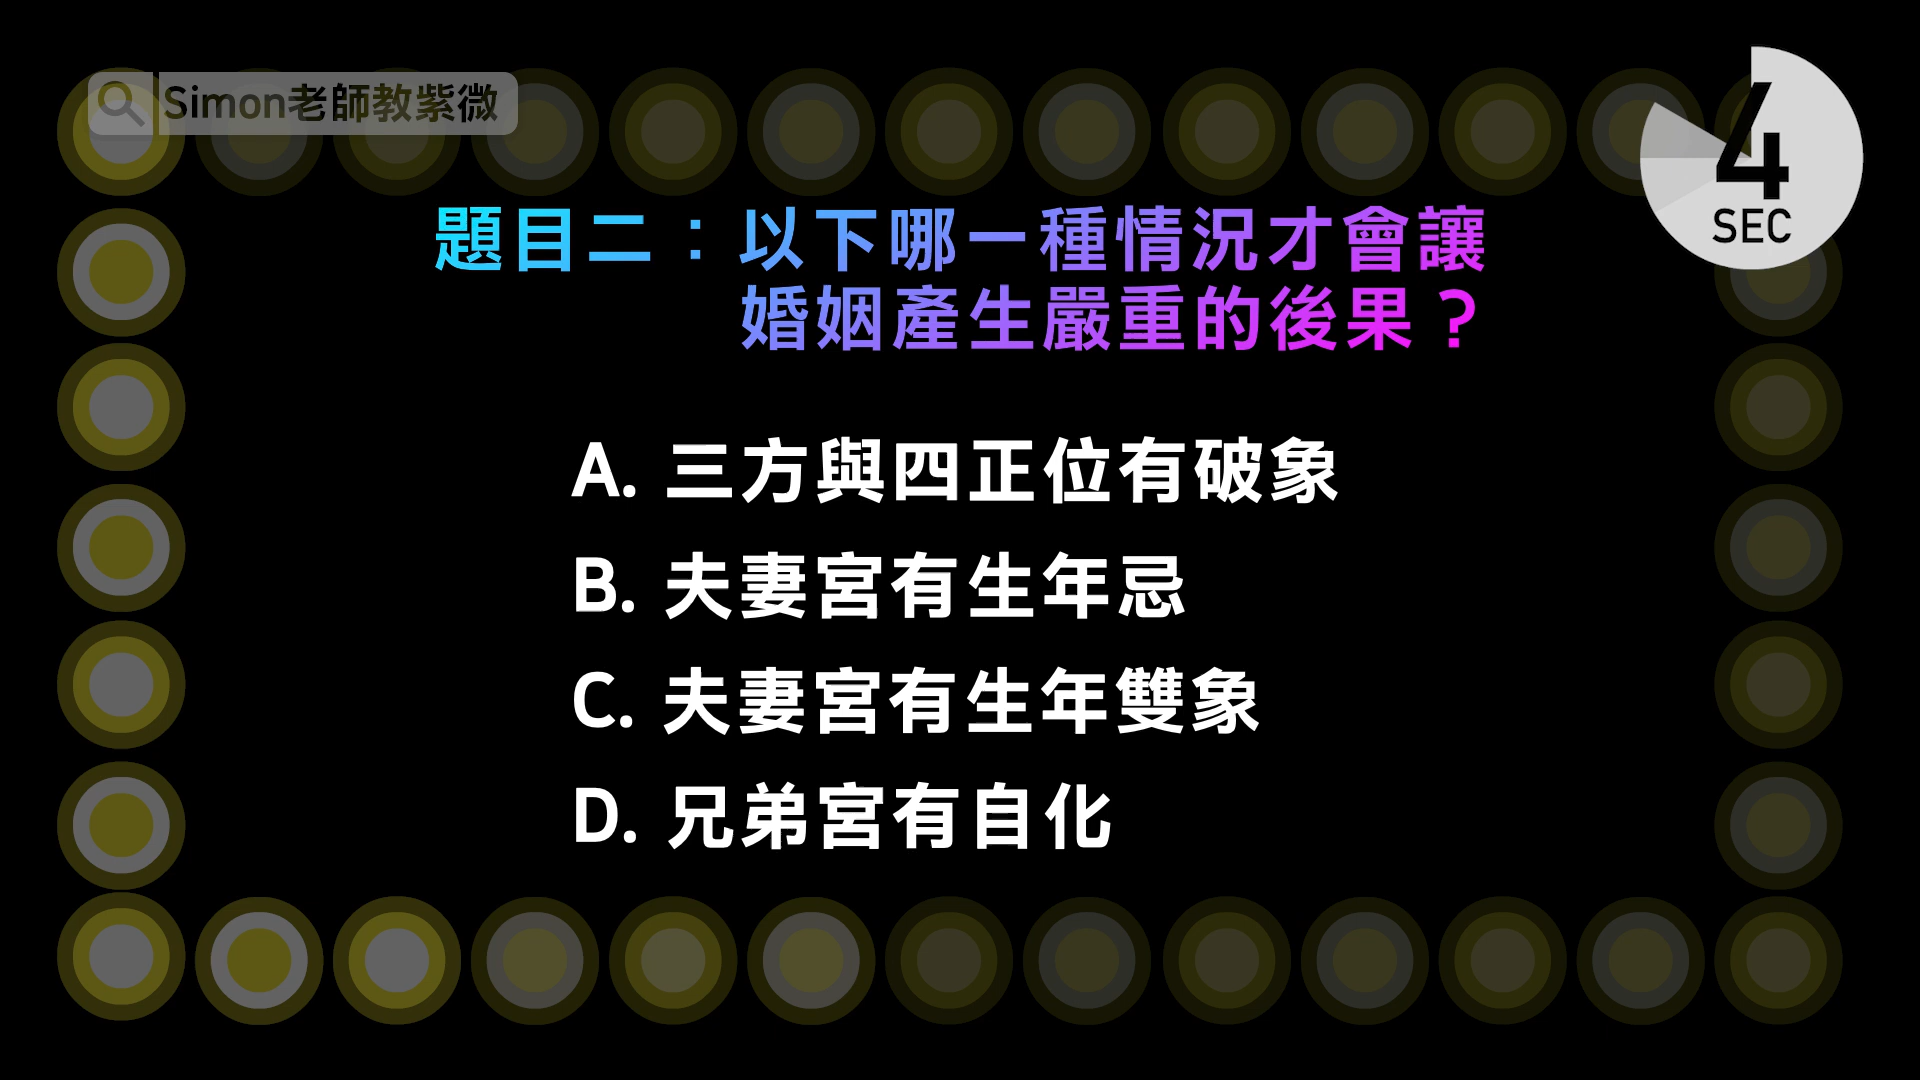 Simon老師教紫微
4
SEC
題目二：以下哪一種情況才會讓
婚姻產生嚴重的後果？
A. 三方與四正位有破象
B. 夫妻宮有生年忌
C. 夫妻宮有生年雙象
D. 兄弟宮有自化